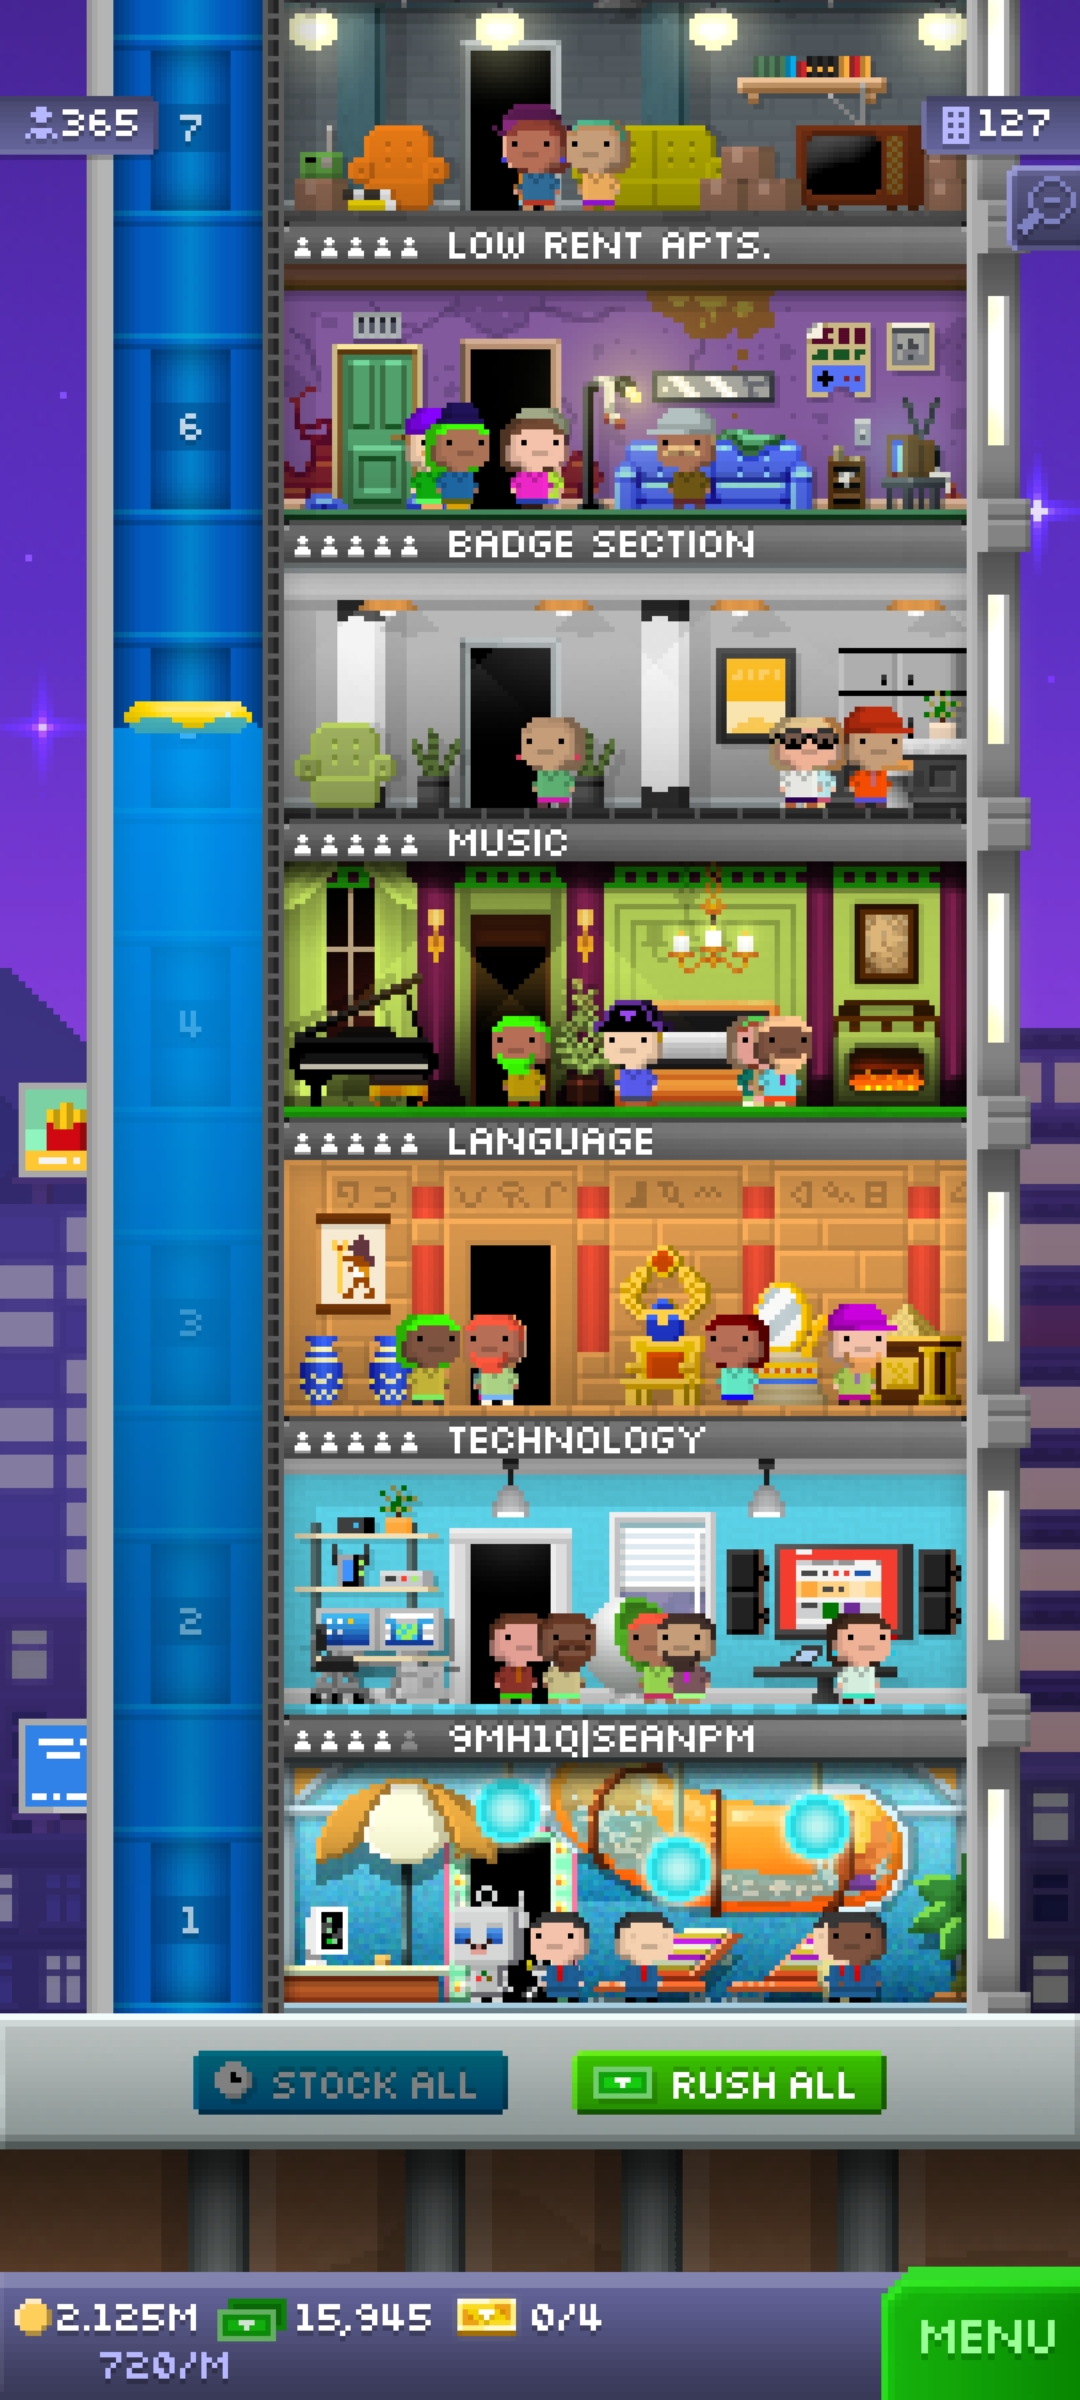 365
7
127
LOW RENT APTS.
6
BADGE SECTION
MUSIC
4
LANGUAGE
3
TECHNOLOGY
2
9MH1Q|SEANPM
1
STOCK ALL
RUSH ALL
2.125M
15,945
0/4
720/M
MENU